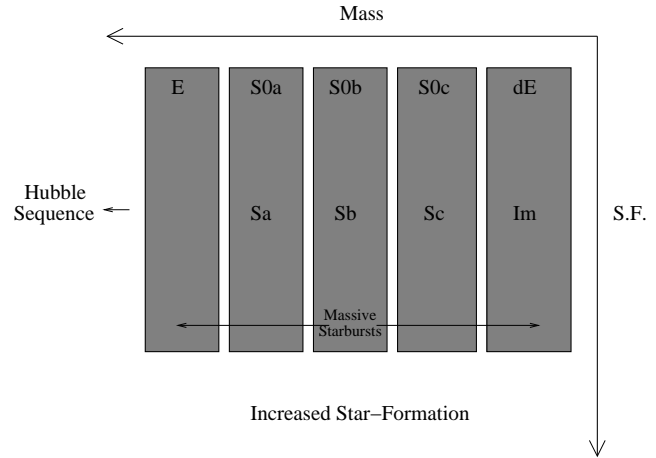 Mass
E S0a S0b S0c dE
Hubble
Sequence
Sa Sb Sc Im
S.F.
Massive
Starbursts
Increased Star–Formation